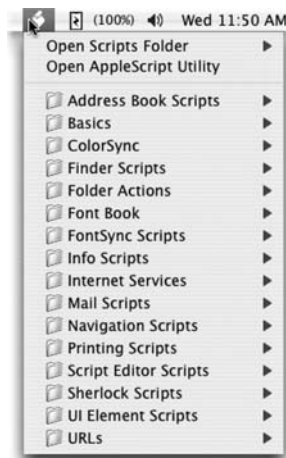 (100%) Wed 11:50 AM
Open Scripts Folder
Open AppleScript Utility
Address Book Scripts
Basics
ColorSync
Finder Scripts
Folder Actions
Font Book
FontSync Scripts
Info Scripts
Internet Services
Mail Scripts
Navigation Scripts
Printing Scripts
Script Editor Scripts
Sherlock Scripts
UI Element Scripts
URLs